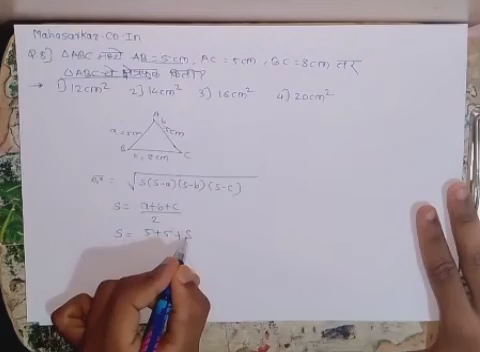 Mahasarkar.Co.In
Q.5] △ABC मध्ये AB = 5cm, AC = 5cm, BC = 8cm तर
△ABC चे क्षेत्रफळ किती?
→ 1] 12cm² 2] 14cm² 3] 16cm² 4] 20cm²
A
b
a = 5cm 5cm
B C
8cm
= √s(s-a)(s-b)(s-c)
S = a+b+c / 2
S = 5+5+8